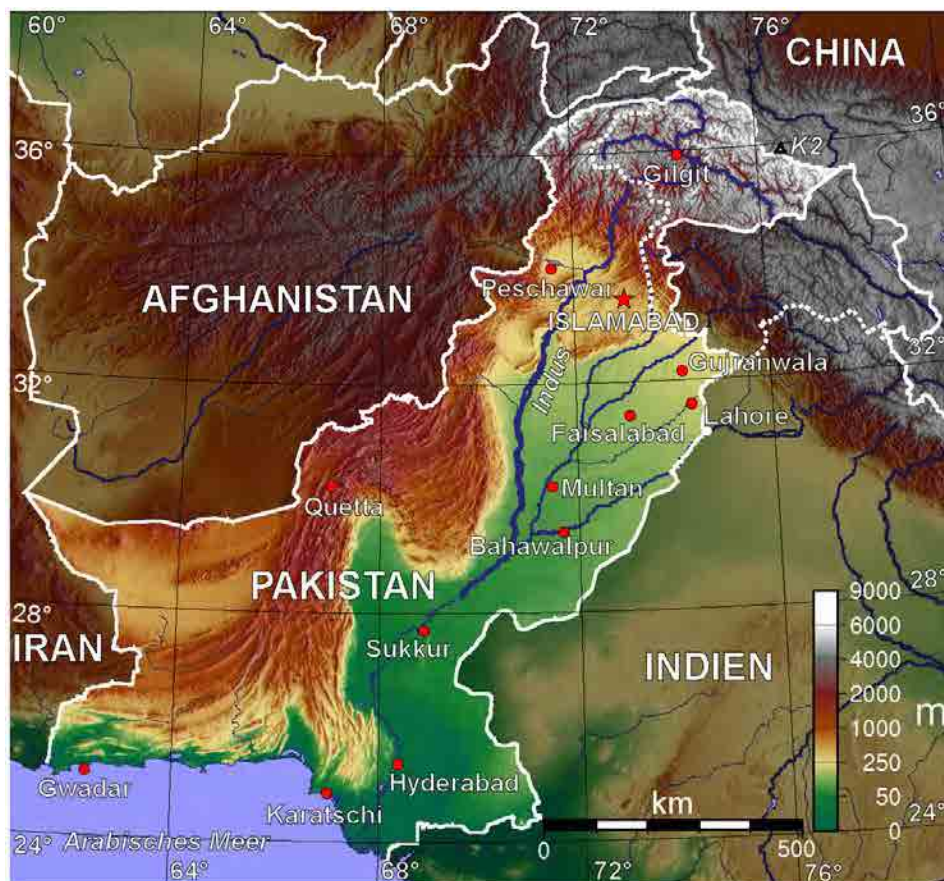 60°
64°
68°
72°
76°
CHINA
36°
K2
36°
Gilgit
AFGHANISTAN
Peschawar
ISLAMABAD
Indus
32°
Gujranwala
32°
Lahore
Faisalabad
Quetta
Multan
Bahawalpur
PAKISTAN
28°
28°
9000
6000
4000
2000
1000
250
50
0
m
IRAN
Sukkur
INDIEN
Gwadar
Hyderabad
Karatschi
km
24°
24°
Arabisches Meer
0
500
64°
68°
72°
76°